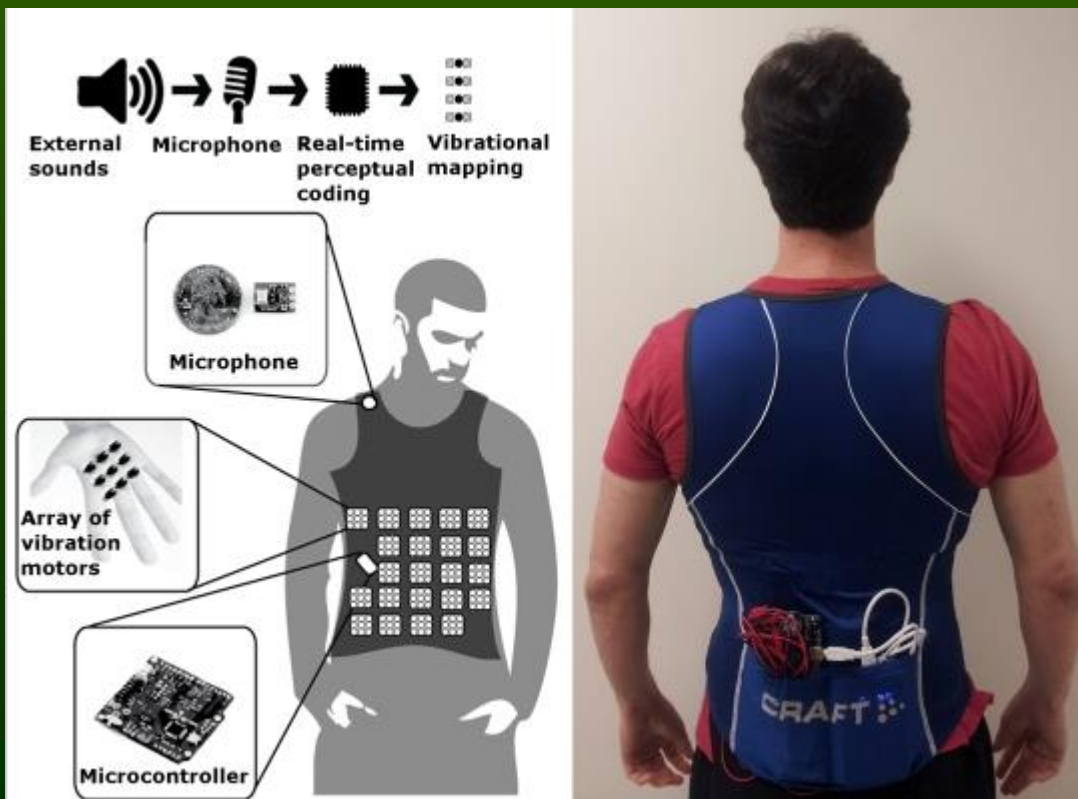 External
sounds
Microphone
Real-time
perceptual
coding
Vibrational
mapping
Microphone
Array of
vibration
motors
Microcontroller
CRAFT